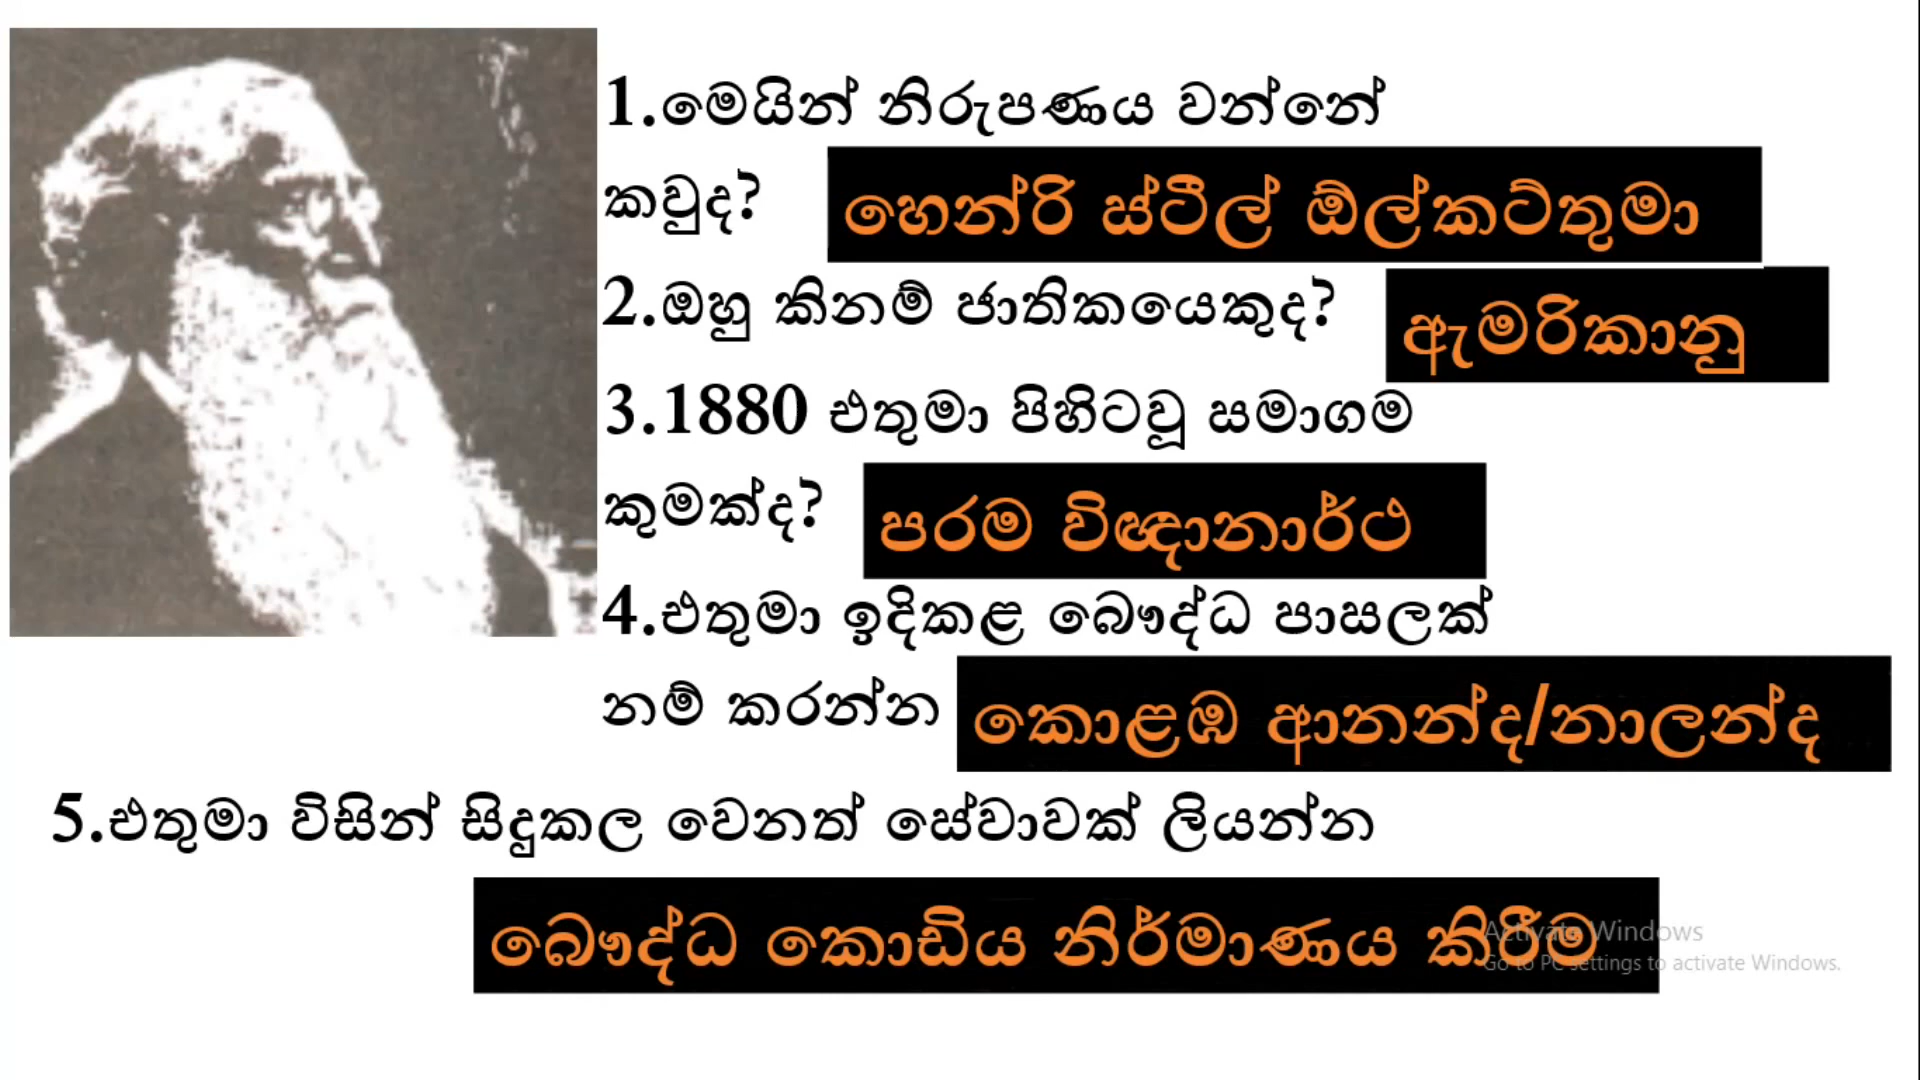 1.මෙයින් නිරුපණය වන්නේ
කවුද? හෙන්රි ස්ටීල් ඕල්කට්තුමා
2.ඔහු කිනම් ජාතිකයෙකුද? ඇමරිකානු
3.1880 එතුමා පිහිටවූ සමාගම
කුමක්ද? පරම විඥානාර්ථ
4.එතුමා ඉදිකළ බෞද්ධ පාසලක්
නම් කරන්න කොළඹ ආනන්ද/නාලන්ද
5.එතුමා විසින් සිදුකල වෙනත් සේවාවක් ලියන්න
බෞද්ධ කොඩිය නිර්මාණය කිරීම
Activate Windows
Go to PC settings to activate Windows.